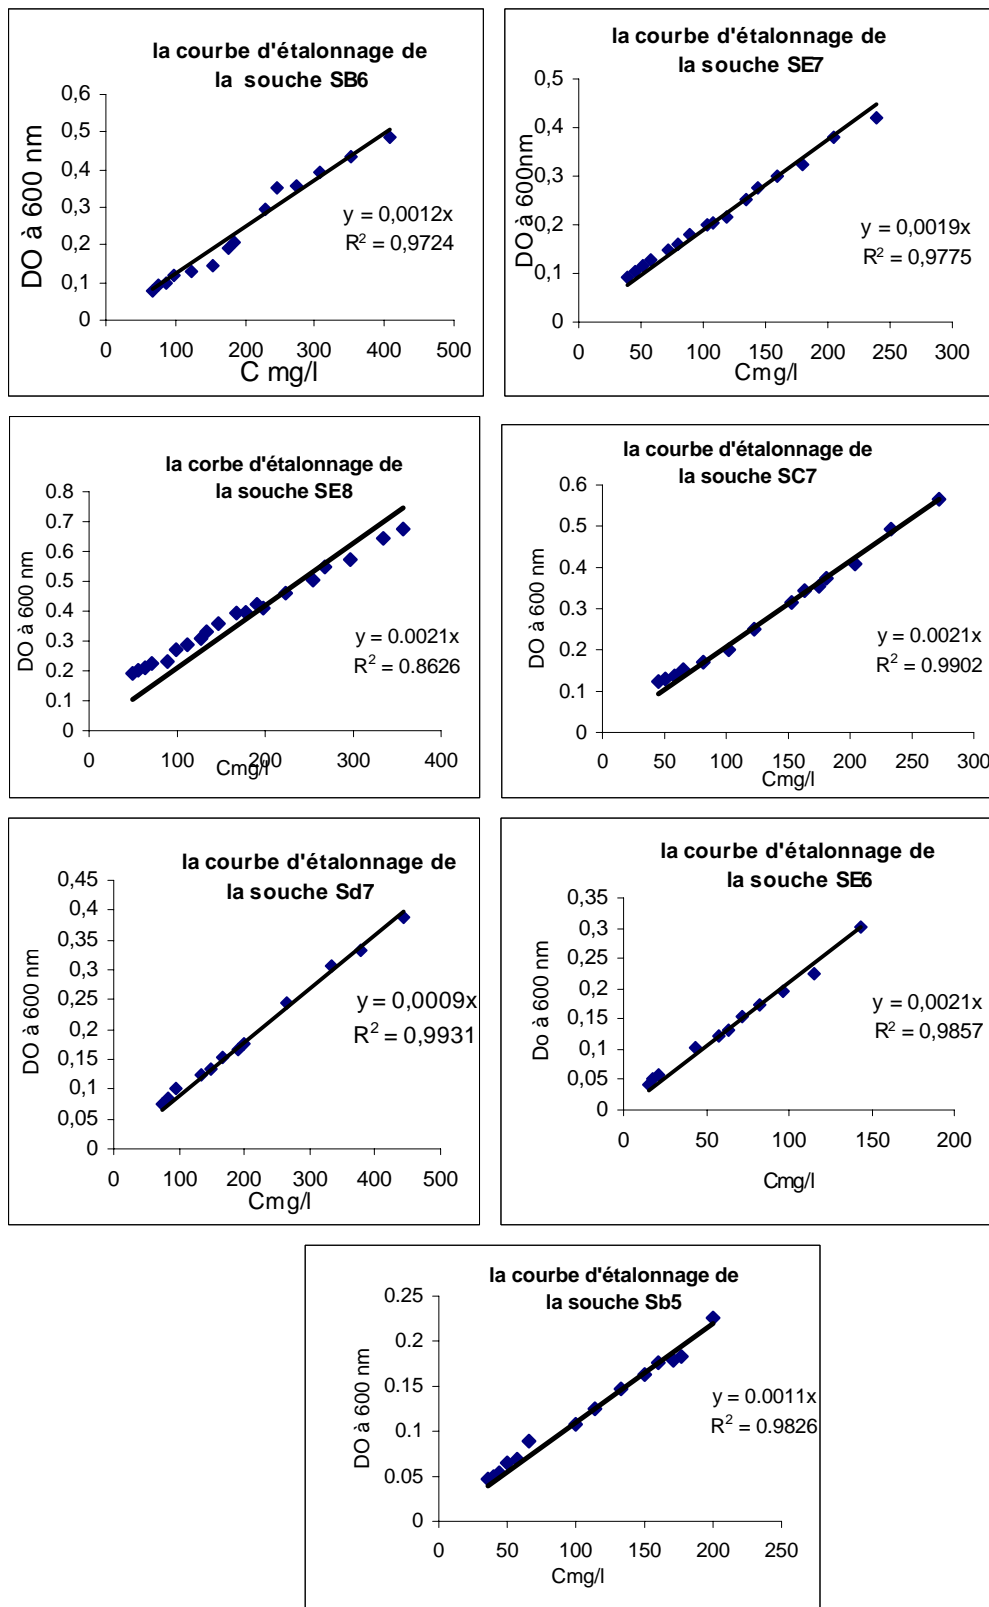 la courbe d'étalonnage de
la souche SB6
DO à 600 nm
0,6
0,5
0,4
0,3
0,2
0,1
0
y = 0,0012x
R² = 0,9724
0 100 200 300 400 500
C mg/l
la courbe d'étalonnage de
la souche SE7
DO à 600nm
0,5
0,4
0,3
0,2
0,1
0
y = 0,0019x
R² = 0,9775
0 50 100 150 200 250 300
Cmg/l
la corbe d'étalonnage de
la souche SE8
DO à 600 nm
0.8
0.7
0.6
0.5
0.4
0.3
0.2
0.1
0
y = 0.0021x
R² = 0.8626
0 100 200 300 400
Cmg/l
la courbe d'étalonnage de
la souche SC7
DO à 600 nm
0.6
0.5
0.4
0.3
0.2
0.1
0
y = 0.0021x
R² = 0.9902
0 50 100 150 200 250 300
Cmg/l
la courbe d'étalonnage de
la souche Sd7
DO à 600 nm
0,45
0,4
0,35
0,3
0,25
0,2
0,15
0,1
0,05
0
y = 0,0009x
R² = 0,9931
0 100 200 300 400 500
Cmg/l
la courbe d'étalonnage de
la souche SE6
Do à 600 nm
0,35
0,3
0,25
0,2
0,15
0,1
0,05
0
y = 0.0021x
R² = 0,9857
0 50 100 150 200
Cmg/l
la courbe d'étalonnage de
la souche Sb5
DO à 600 nm
0.25
0.2
0.15
0.1
0.05
0
y = 0.0011x
R² = 0.9826
0 50 100 150 200 250
Cmg/l